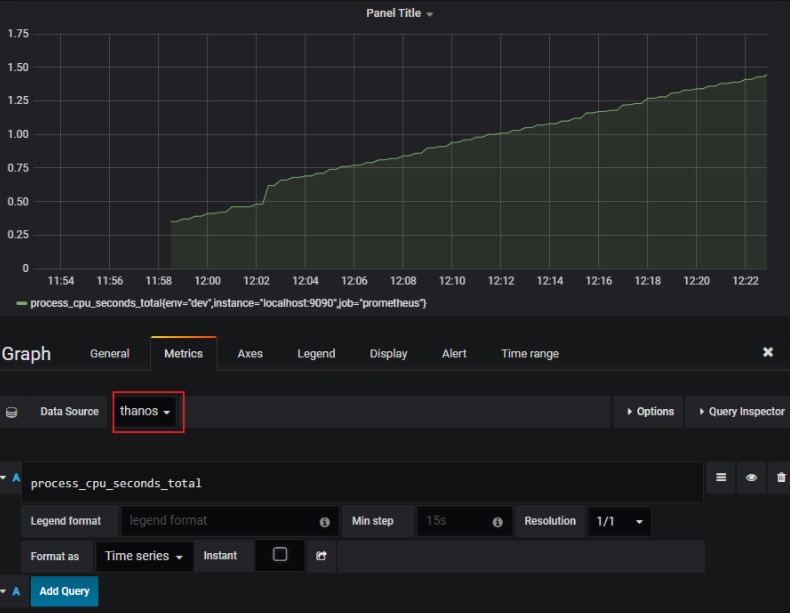 Panel Title
1.75
1.50
1.25
1.00
0.75
0.50
0.25
0
11:54 11:56 11:58 12:00 12:02 12:04 12:06 12:08 12:10 12:12 12:14 12:16 12:18 12:20 12:22
process_cpu_seconds_total{env="dev",instance="localhost:9090",job="prometheus"}
Graph General Metrics Axes Legend Display Alert Time range
Data Source thanos Options Query Inspector
A process_cpu_seconds_total
Legend format legend format Min step 15s Resolution 1/1
Format as Time series Instant
A Add Query